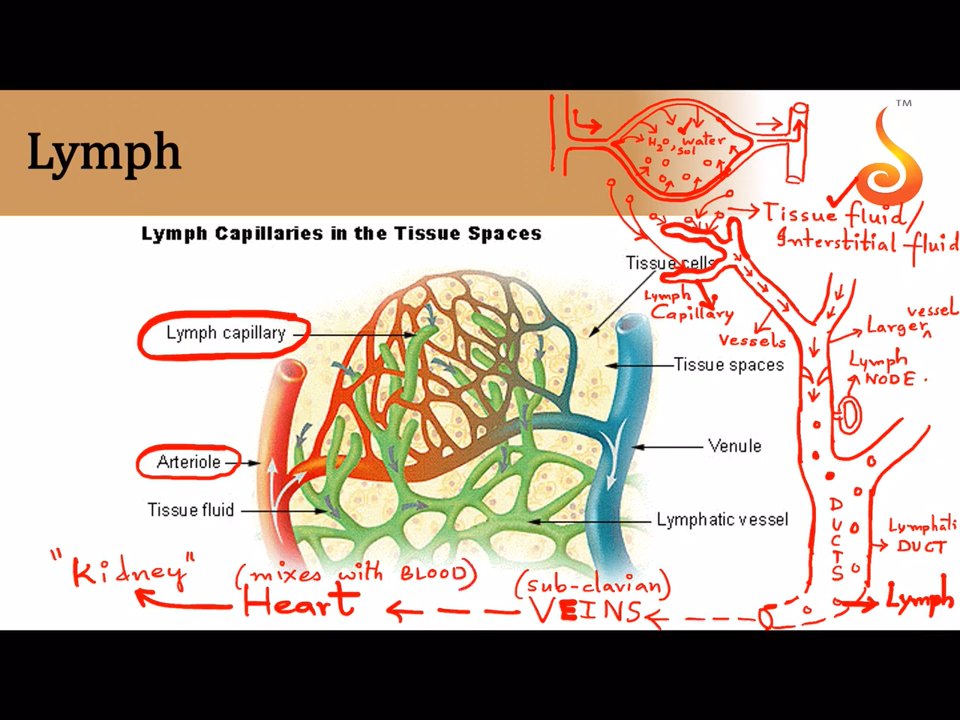 Lymph
TM
H₂O, water
sol
Tissue fluid/
Interstitial fluid
Lymph Capillaries in the Tissue Spaces
Tissue cells
Lymph
Capillary
Vessels
vessel
Larger ^
Lymph
NODE.
Lymph capillary
Tissue spaces
Arteriole
Venule
Tissue fluid
Lymphatic vessel
DUCTS
Lymphati
DUCT
"Kidney"
(mixes with BLOOD)
Heart
(sub-clavian)
VEINS
Lymph